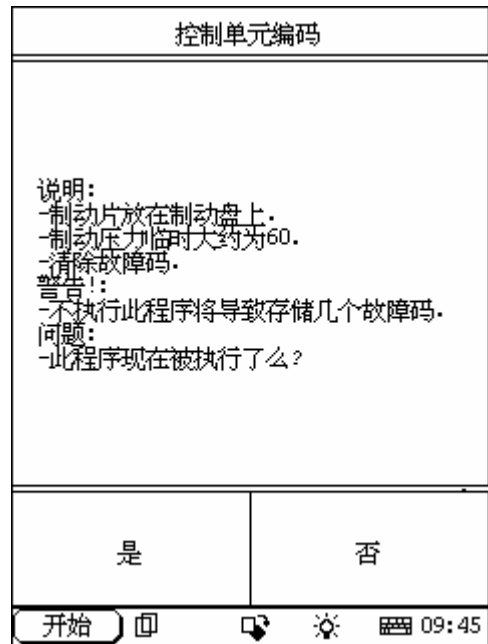 控制单元编码
说明:
-制动片放在制动盘上.
-制动压力临时大约为60.
-清除故障码.
警告!:
-不执行此程序将导致存储几个故障码.
问题:
-此程序现在被执行了么?
是
否
开始
09:45